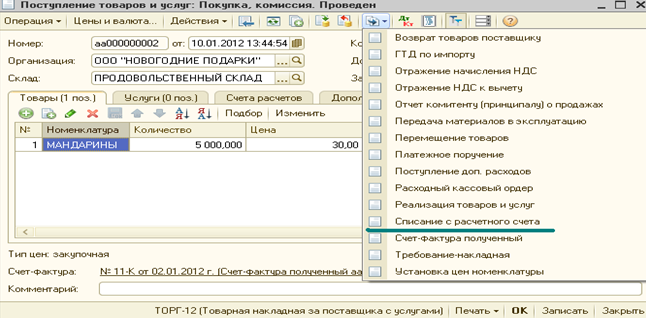 Поступление товаров и услуг: Покупка, комиссия. Проведен
Операция Цены и валюта... Действия
Номер: аа000000002 от: 10.01.2012 13:44:54
Организация: ООО "НОВОГОДНИЕ ПОДАРКИ" ...
Склад: ПРОДОВОЛЬСТВЕННЫЙ СКЛАД ...
Товары (1 поз.) Услуги (0 поз.) Счета расчетов Допол
Подбор Изменить
№ Номенклатура Количество Цена
1 МАНДАРИНЫ 5 000,000 30,00
Возврат товаров поставщику
ГТД по импорту
Отражение начисления НДС
Отражение НДС к вычету
Отчет комитенту (принципалу) о продажах
Передача материалов в эксплуатацию
Перемещение товаров
Платежное поручение
Поступление доп. расходов
Расходный кассовый ордер
Реализация товаров и услуг
Списание с расчетного счета
Счет-фактура полученный
Требование-накладная
Установка цен номенклатуры
Тип цен: закупочная
Счет-фактура: № 11-К от 02.01.2012 г. (Счет-фактура полученный аа
Комментарий:
ТОРГ-12 (Товарная накладная за поставщика с услугами) Печать OK Записать Закрыть